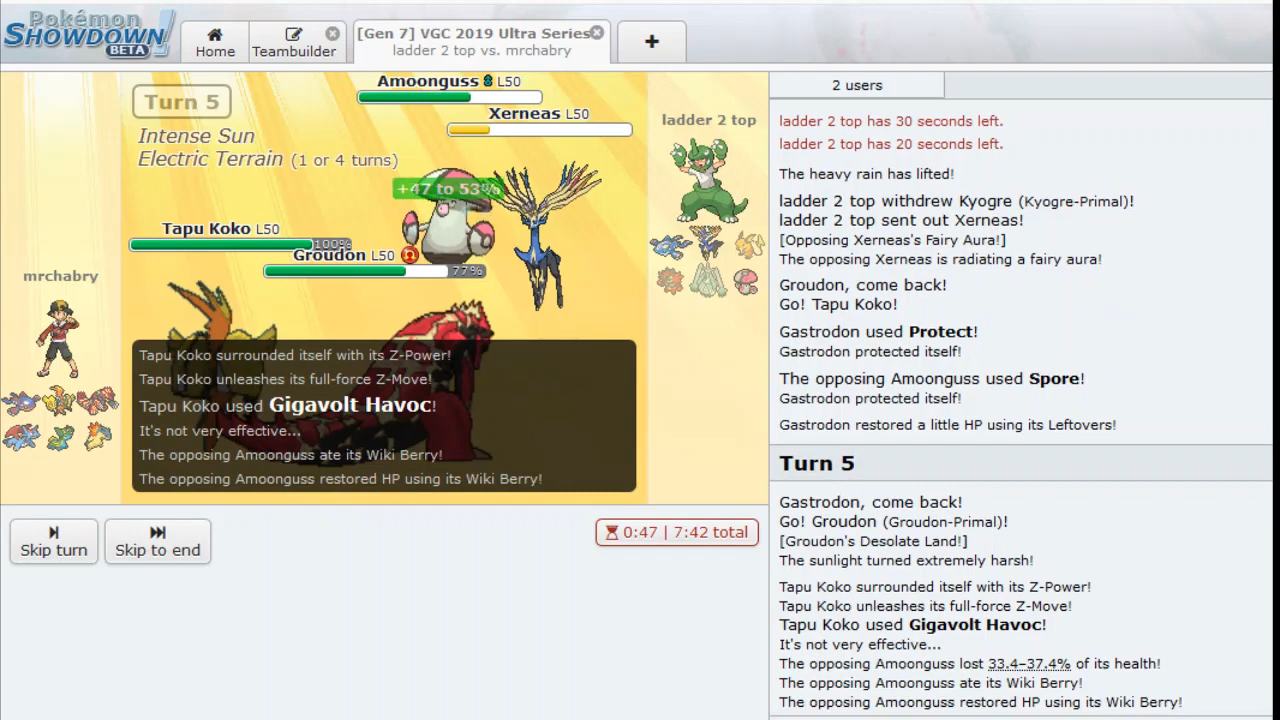 Pokémon
SHOWDOWN!
BETA
Home
Teambuilder
[Gen 7] VGC 2019 Ultra Series
ladder 2 top vs. mrchabry
+
Turn 5
Intense Sun
Electric Terrain (1 or 4 turns)
Amoonguss L50
Xerneas L50
+47 to 53%
Tapu Koko L50
100%
Groudon L50
77%
mrchabry
ladder 2 top
Tapu Koko surrounded itself with its Z-Power!
Tapu Koko unleashes its full-force Z-Move!
Tapu Koko used Gigavolt Havoc!
It's not very effective...
The opposing Amoonguss ate its Wiki Berry!
The opposing Amoonguss restored HP using its Wiki Berry!
Skip turn
Skip to end
0:47 | 7:42 total
2 users
ladder 2 top has 30 seconds left.
ladder 2 top has 20 seconds left.
The heavy rain has lifted!
ladder 2 top withdrew Kyogre (Kyogre-Primal)!
ladder 2 top sent out Xerneas!
[Opposing Xerneas's Fairy Aura!]
The opposing Xerneas is radiating a fairy aura!
Groudon, come back!
Go! Tapu Koko!
Gastrodon used Protect!
Gastrodon protected itself!
The opposing Amoonguss used Spore!
Gastrodon protected itself!
Gastrodon restored a little HP using its Leftovers!
Turn 5
Gastrodon, come back!
Go! Groudon (Groudon-Primal)!
[Groudon's Desolate Land!]
The sunlight turned extremely harsh!
Tapu Koko surrounded itself with its Z-Power!
Tapu Koko unleashes its full-force Z-Move!
Tapu Koko used Gigavolt Havoc!
It's not very effective...
The opposing Amoonguss lost 33.4–37.4% of its health!
The opposing Amoonguss ate its Wiki Berry!
The opposing Amoonguss restored HP using its Wiki Berry!